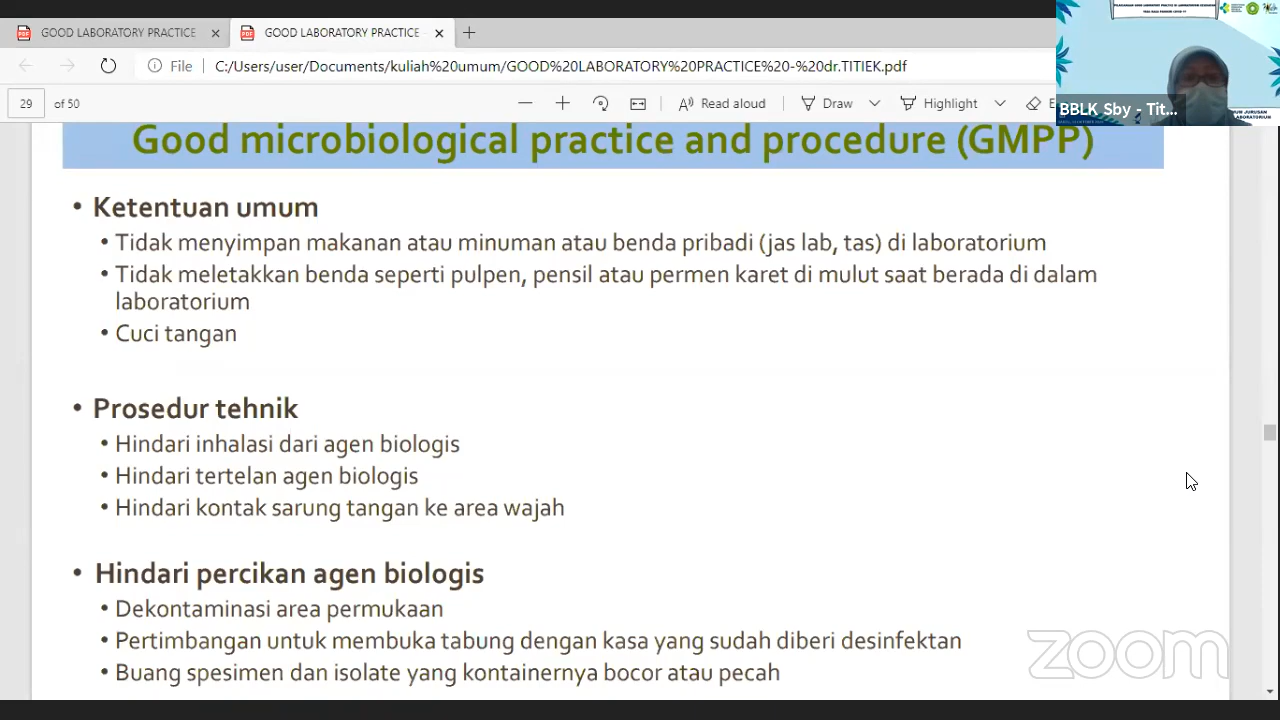 GOOD LABORATORY PRACTICE
GOOD LABORATORY PRACTICE
File
C:/Users/user/Documents/kuliah%20umum/GOOD%20LABORATORY%20PRACTICE%20-%20dr.TITIEK.pdf
29 of 50
Read aloud
Draw
Highlight
BBLK Sby - Tit...
Good microbiological practice and procedure (GMPP)
• Ketentuan umum
• Tidak menyimpan makanan atau minuman atau benda pribadi (jas lab, tas) di laboratorium
• Tidak meletakkan benda seperti pulpen, pensil atau permen karet di mulut saat berada di dalam
laboratorium
• Cuci tangan
• Prosedur tehnik
• Hindari inhalasi dari agen biologis
• Hindari tertelan agen biologis
• Hindari kontak sarung tangan ke area wajah
• Hindari percikan agen biologis
• Dekontaminasi area permukaan
• Pertimbangan untuk membuka tabung dengan kasa yang sudah diberi desinfektan
• Buang spesimen dan isolate yang kontainernya bocor atau pecah
zoom